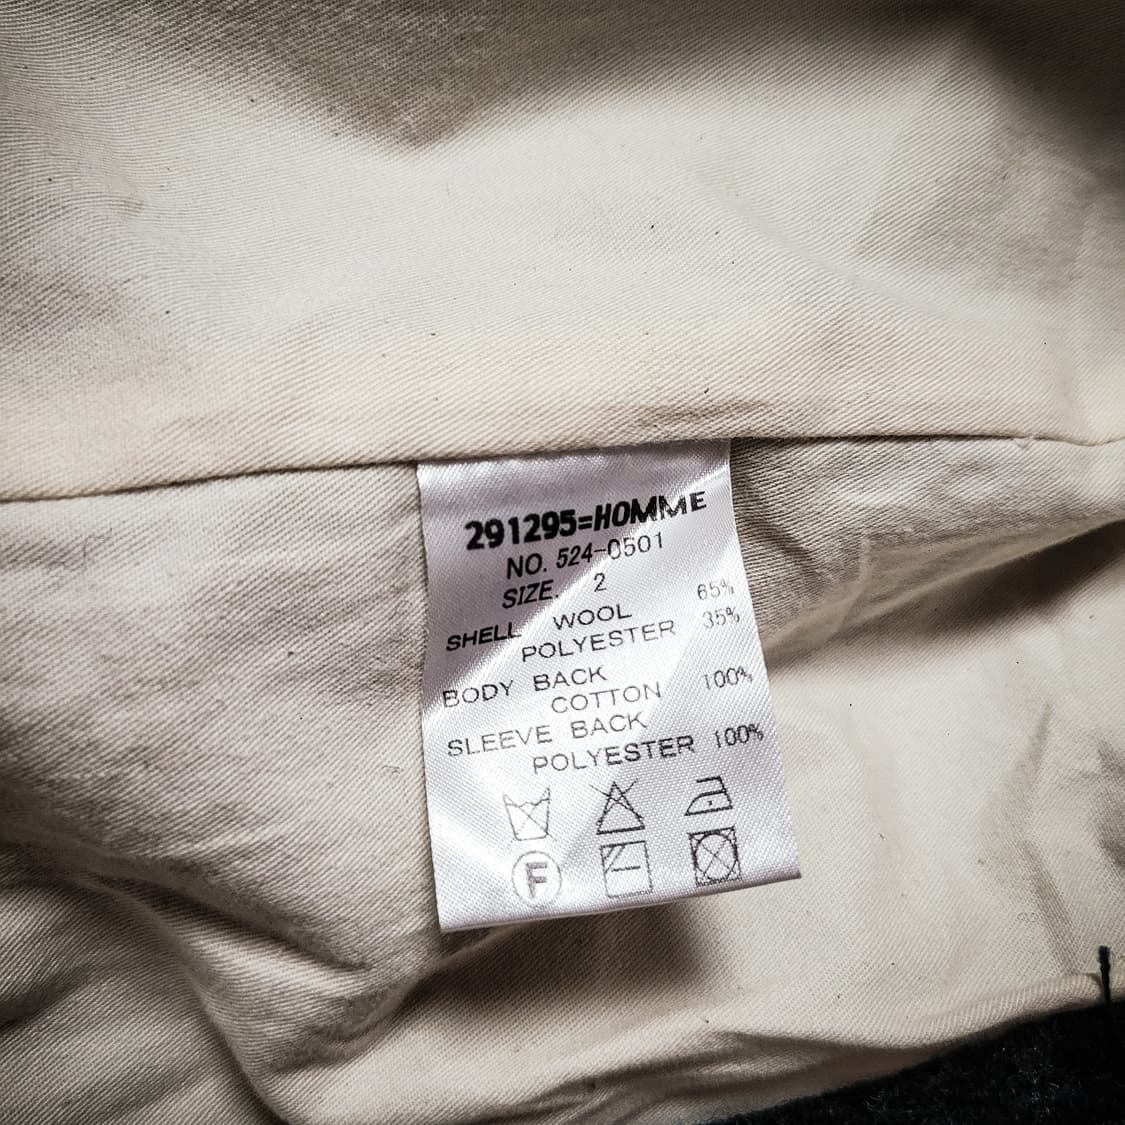 291295=HOMME
NO. 524-0501
SIZE. 2
SHELL WOOL 65%
POLYESTER 35%
BODY BACK
COTTON 100%
SLEEVE BACK
POLYESTER 100%
F